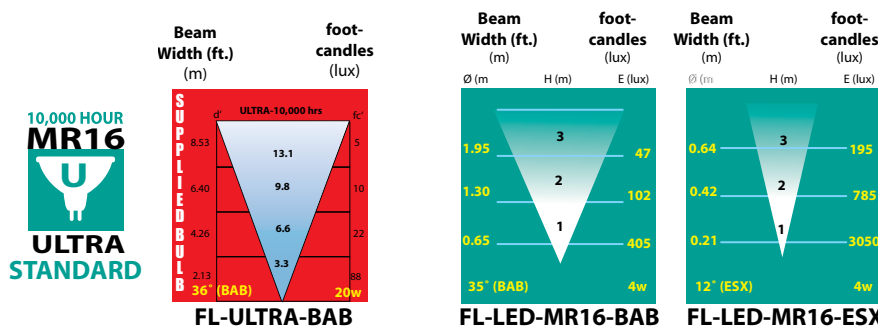 10,000 HOUR
MR16
U
ULTRA
STANDARD
Beam
Width (ft.)
(m)
foot-
candles
(lux)
SUPPLIED BULB
d'
ULTRA-10,000 hrs
fc'
8.53
13.1
5
6.40
9.8
10
4.26
6.6
22
2.13
3.3
88
36˚ (BAB)
20w
FL-ULTRA-BAB
Beam
Width (ft.)
(m)
foot-
candles
(lux)
Ø (m
H (m)
E (lux)
1.95
3
47
1.30
2
102
0.65
1
405
35˚ (BAB)
4w
FL-LED-MR16-BAB
Beam
Width (ft.)
(m)
foot-
candles
(lux)
Ø (m
H (m)
E (lux)
0.64
3
195
0.42
2
785
0.21
1
3050
12˚ (ESX)
4w
FL-LED-MR16-ESX